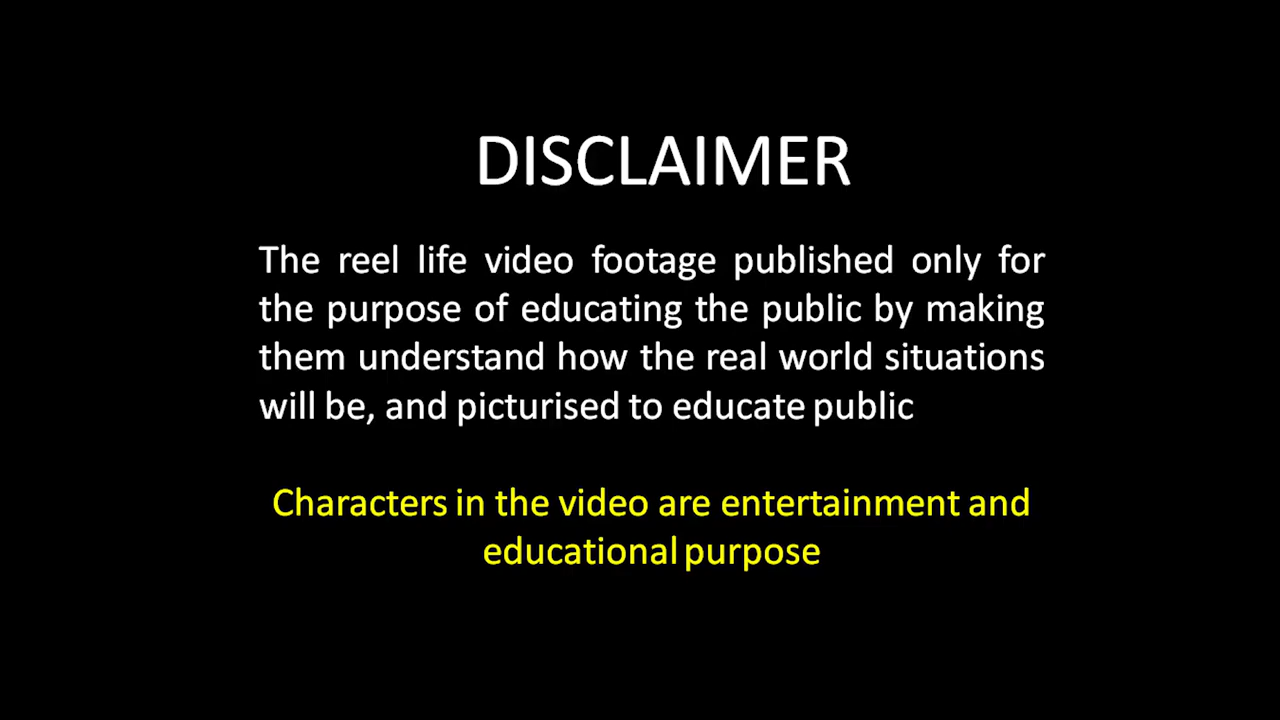 DISCLAIMER
The reel life video footage published only for
the purpose of educating the public by making
them understand how the real world situations
will be, and picturised to educate public
Characters in the video are entertainment and
educational purpose